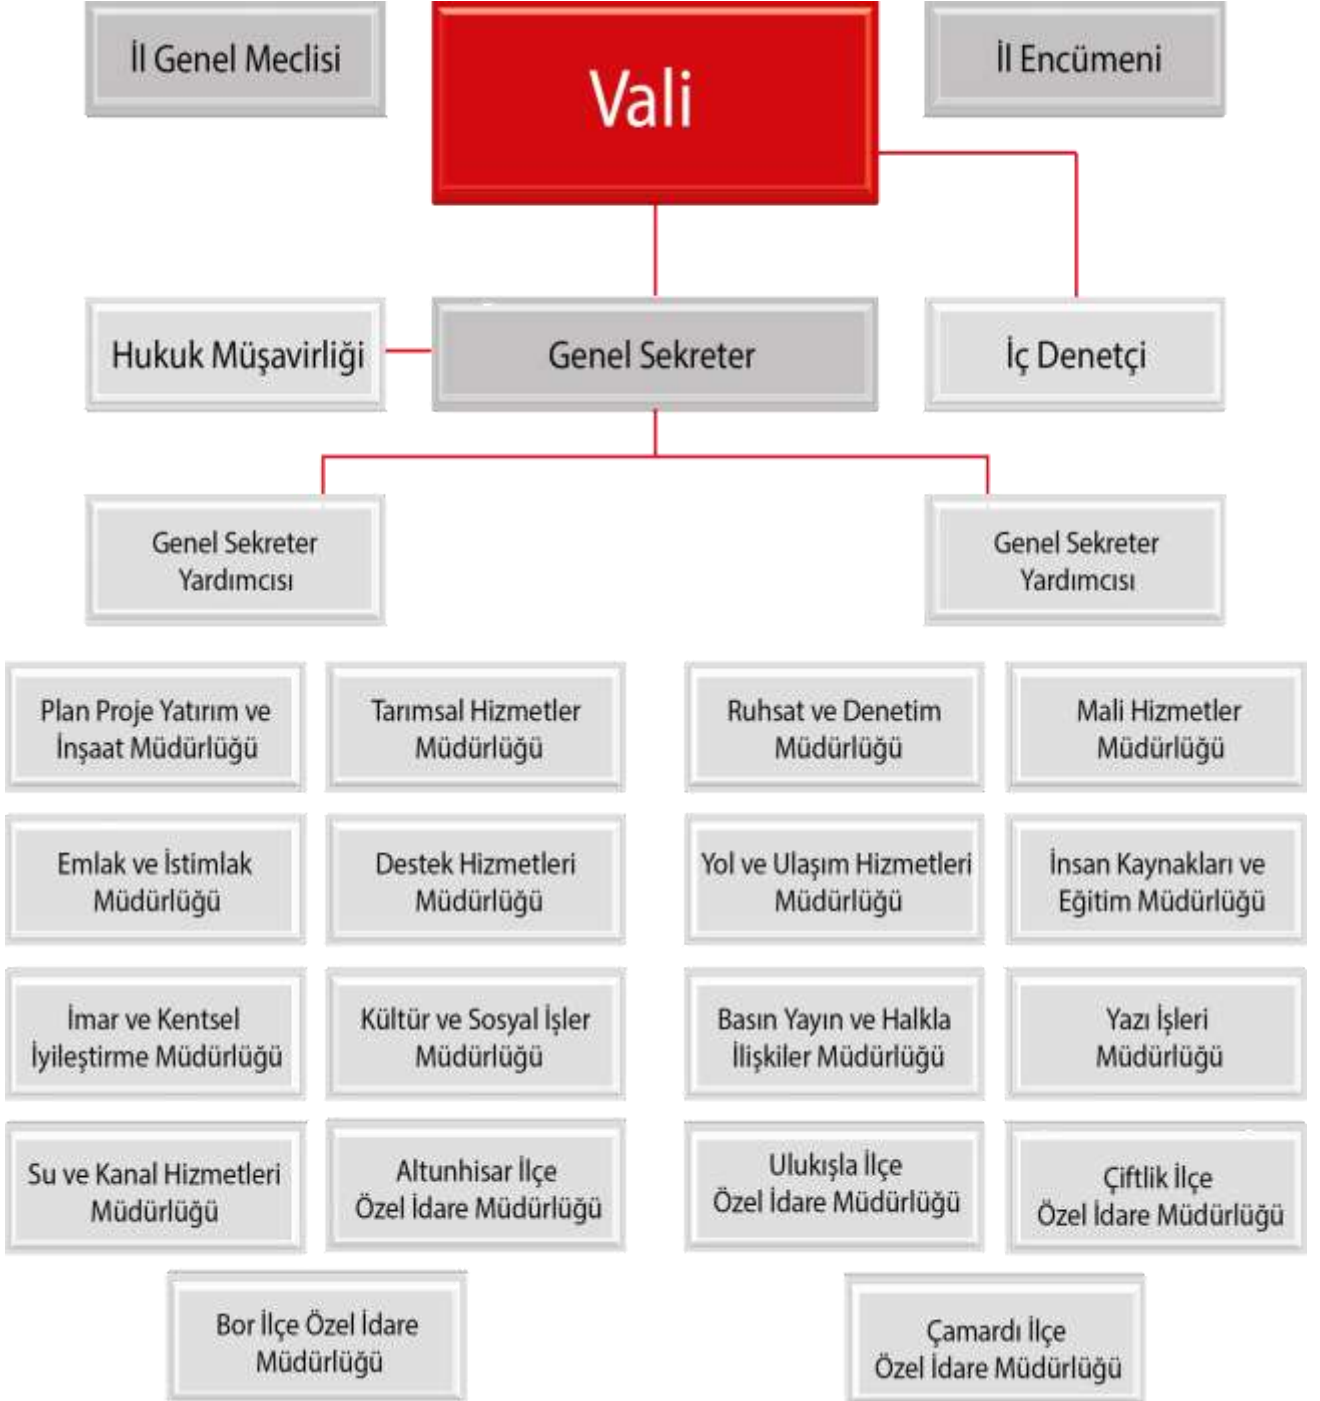 İl Genel Meclisi
Vali
İl Encümeni
Hukuk Müşavirliği
Genel Sekreter
İç Denetçi
Genel Sekreter
Yardımcısı
Genel Sekreter
Yardımcısı
Plan Proje Yatırım ve
İnşaat Müdürlüğü
Tarımsal Hizmetler
Müdürlüğü
Ruhsat ve Denetim
Müdürlüğü
Mali Hizmetler
Müdürlüğü
Emlak ve İstimlak
Müdürlüğü
Destek Hizmetleri
Müdürlüğü
Yol ve Ulaşım Hizmetleri
Müdürlüğü
İnsan Kaynakları ve
Eğitim Müdürlüğü
İmar ve Kentsel
İyileştirme Müdürlüğü
Kültür ve Sosyal İşler
Müdürlüğü
Basın Yayın ve Halkla
İlişkiler Müdürlüğü
Yazı İşleri
Müdürlüğü
Su ve Kanal Hizmetleri
Müdürlüğü
Altunhisar İlçe
Özel İdare Müdürlüğü
Ulukışla İlçe
Özel İdare Müdürlüğü
Çiftlik İlçe
Özel İdare Müdürlüğü
Bor İlçe Özel İdare
Müdürlüğü
Çamardı İlçe
Özel İdare Müdürlüğü